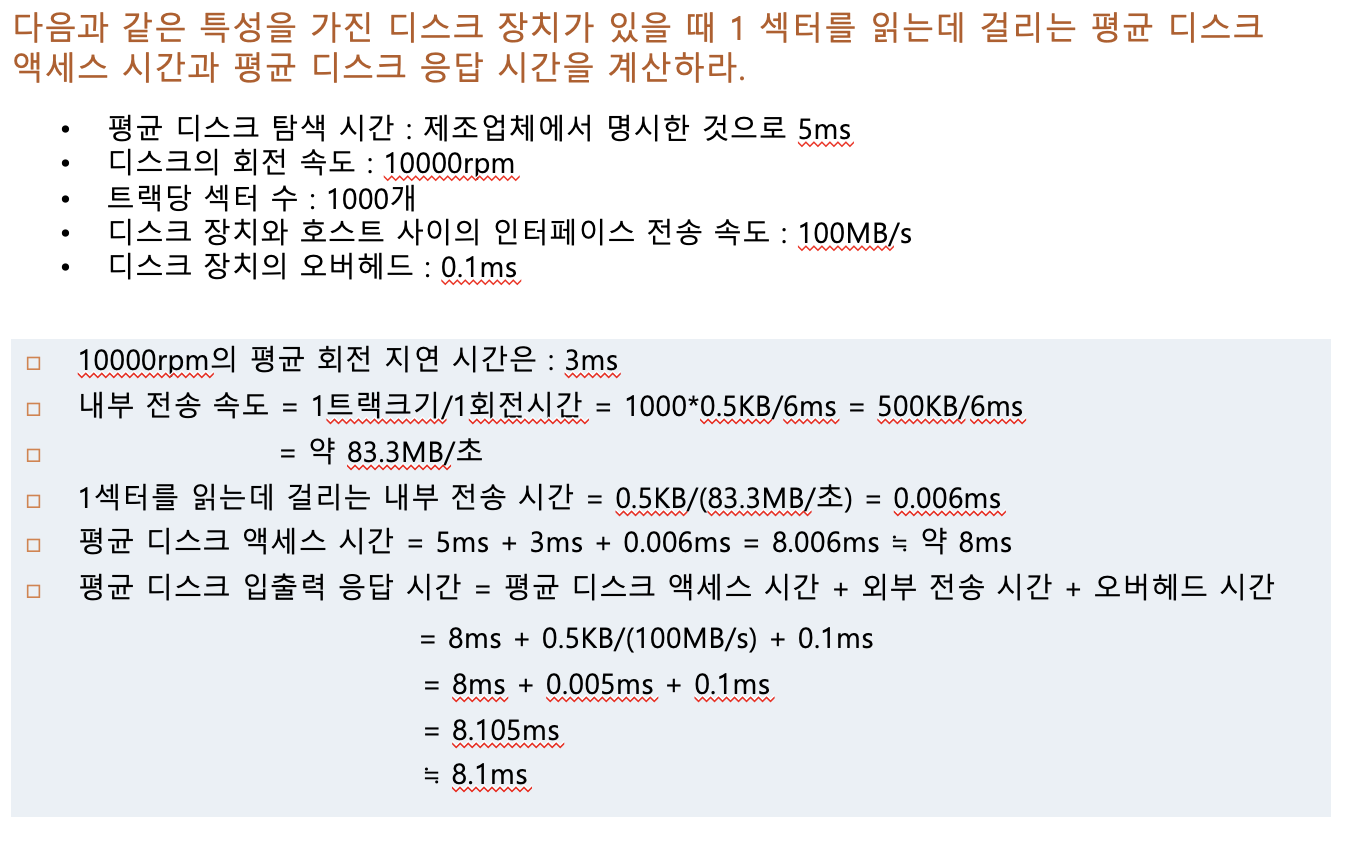 다음과 같은 특성을 가진 디스크 장치가 있을 때 1 섹터를 읽는데 걸리는 평균 디스크
액세스 시간과 평균 디스크 응답 시간을 계산하라.
• 평균 디스크 탐색 시간 : 제조업체에서 명시한 것으로 5ms
• 디스크의 회전 속도 : 10000rpm
• 트랙당 섹터 수 : 1000개
• 디스크 장치와 호스트 사이의 인터페이스 전송 속도 : 100MB/s
• 디스크 장치의 오버헤드 : 0.1ms
□ 10000rpm의 평균 회전 지연 시간은 : 3ms
□ 내부 전송 속도 = 1트랙크기/1회전시간 = 1000*0.5KB/6ms = 500KB/6ms
□ = 약 83.3MB/초
□ 1섹터를 읽는데 걸리는 내부 전송 시간 = 0.5KB/(83.3MB/초) = 0.006ms
□ 평균 디스크 액세스 시간 = 5ms + 3ms + 0.006ms = 8.006ms ≒ 약 8ms
□ 평균 디스크 입출력 응답 시간 = 평균 디스크 액세스 시간 + 외부 전송 시간 + 오버헤드 시간
= 8ms + 0.5KB/(100MB/s) + 0.1ms
= 8ms + 0.005ms + 0.1ms
= 8.105ms
≒ 8.1ms